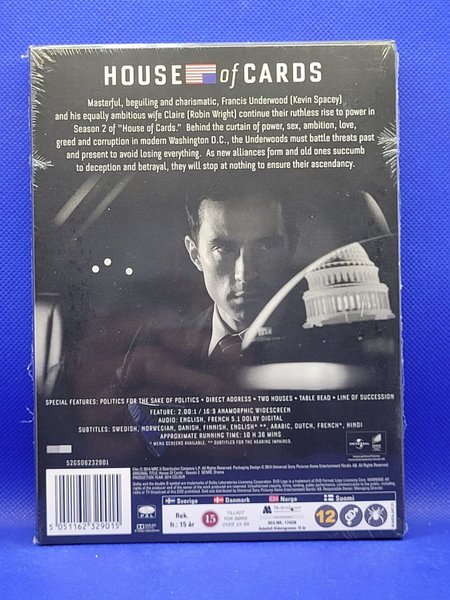 HOUSE of CARDS
Masterful, beguiling and charismatic, Francis Underwood (Kevin Spacey)
and his equally ambitious wife Claire (Robin Wright) continue their ruthless rise to power in
Season 2 of "House of Cards." Behind the curtain of power, sex, ambition, love,
greed and corruption in modern Washington D.C., the Underwoods must battle threats past
and present to avoid losing everything. As new alliances form and old ones succumb
to deception and betrayal, they will stop at nothing to ensure their ascendancy.
SPECIAL FEATURES: POLITICS FOR THE SAKE OF POLITICS • DIRECT ADDRESS • TWO HOUSES • TABLE READ • LINE OF SUCCESSION
FEATURE: 2.00:1 / 16:9 ANAMORPHIC WIDESCREEN
AUDIO: ENGLISH, FRENCH 5.1 DOLBY DIGITAL
SUBTITLES: SWEDISH, NORWEGIAN, DANISH, FINNISH, ENGLISH* **, ARABIC, DUTCH, FRENCH*, HINDI
APPROXIMATE RUNNING TIME: 10 H 36 MINS
* MENU SCREENS AVAILABLE. ** SUBTITLES FOR THE HEARING IMPAIRED.
UNIVERSAL
5 051162 329015
PAL
DOLBY
DIGITAL
Sverige
Danmark
Norge
Suomi
Rek.
fr.: 15 år
15
TILLADT
FOR BØRN
OVER 15 ÅR
12